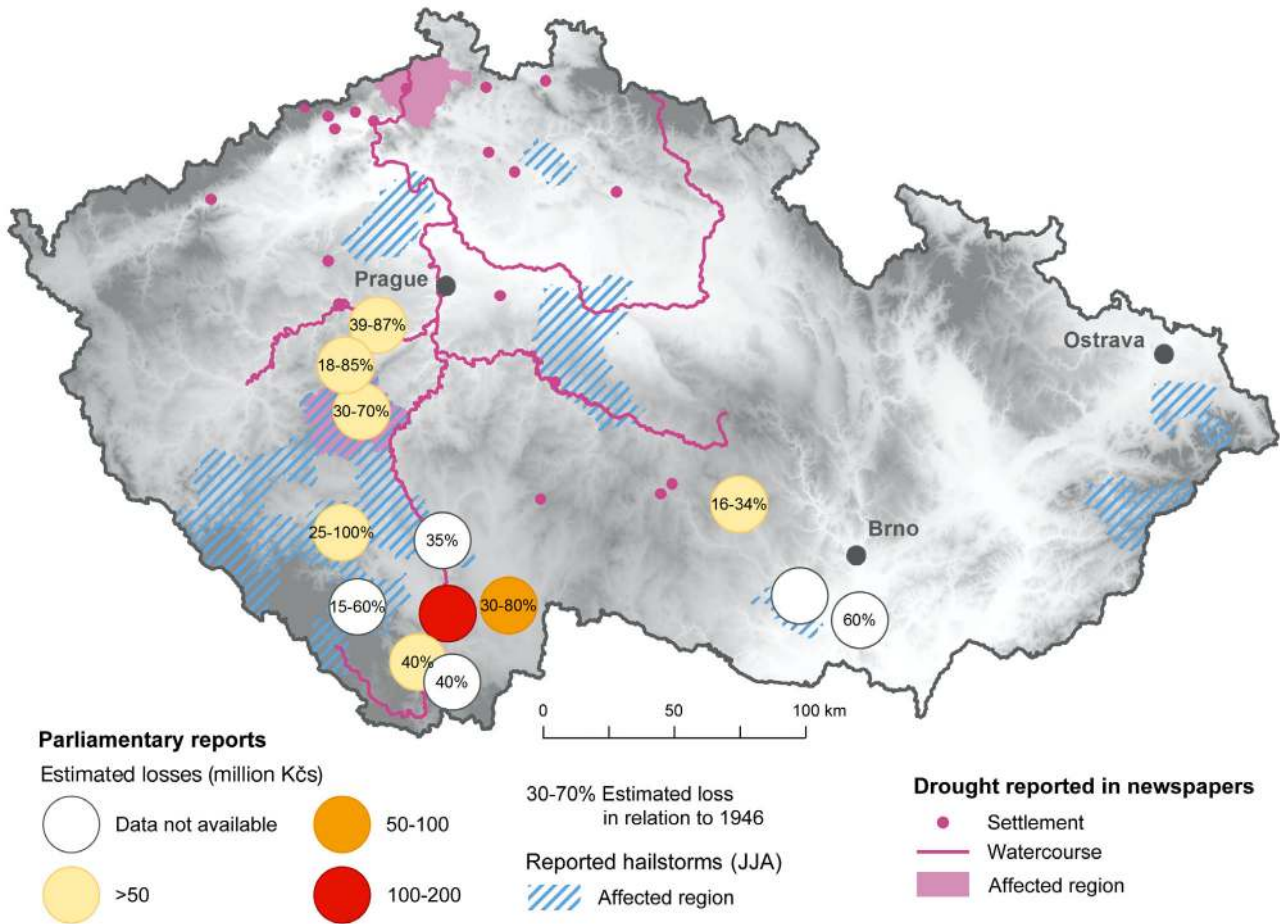 Prague
39-87%
Ostrava
18-85%
30-70%
16-34%
25-100%
35%
Brno
15-60%
30-80%
60%
40%
40%
0
50
100 km
Parliamentary reports
Estimated losses (million Kčs)
Data not available
50-100
>50
100-200
30-70% Estimated loss
in relation to 1946
Reported hailstorms (JJA)
Affected region
Drought reported in newspapers
Settlement
Watercourse
Affected region